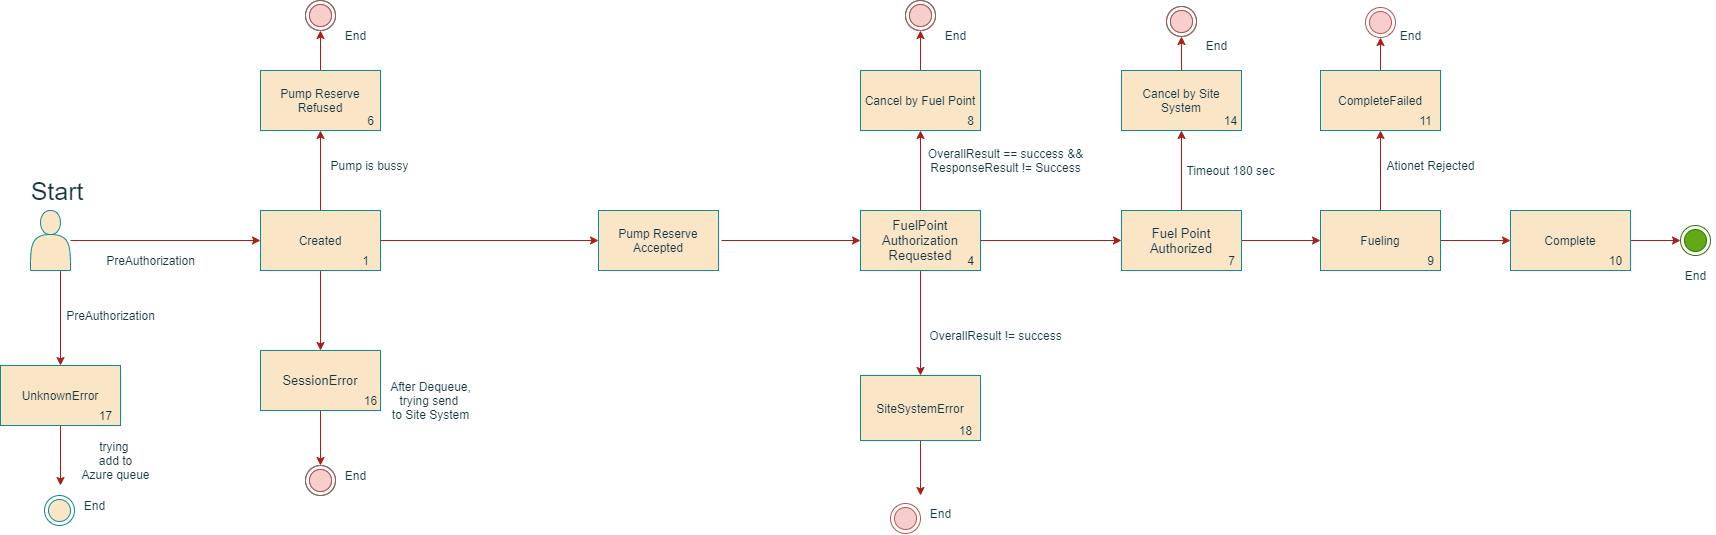 End
End
End
End
Pump Reserve
Refused
6
Cancel by Fuel Point
8
Cancel by Site
System
14
CompleteFailed
11
Pump is bussy
OverallResult == success &&
ResponseResult != Success
Timeout 180 sec
Ationet Rejected
Start
PreAuthorization
Created
1
Pump Reserve
Accepted
FuelPoint
Authorization
Requested
4
Fuel Point
Authorized
7
Fueling
9
Complete
10
End
PreAuthorization
OverallResult != success
UnknownError
17
SessionError
16
After Dequeue,
trying send
to Site System
SiteSystemError
18
trying
add to
Azure queue
End
End
End